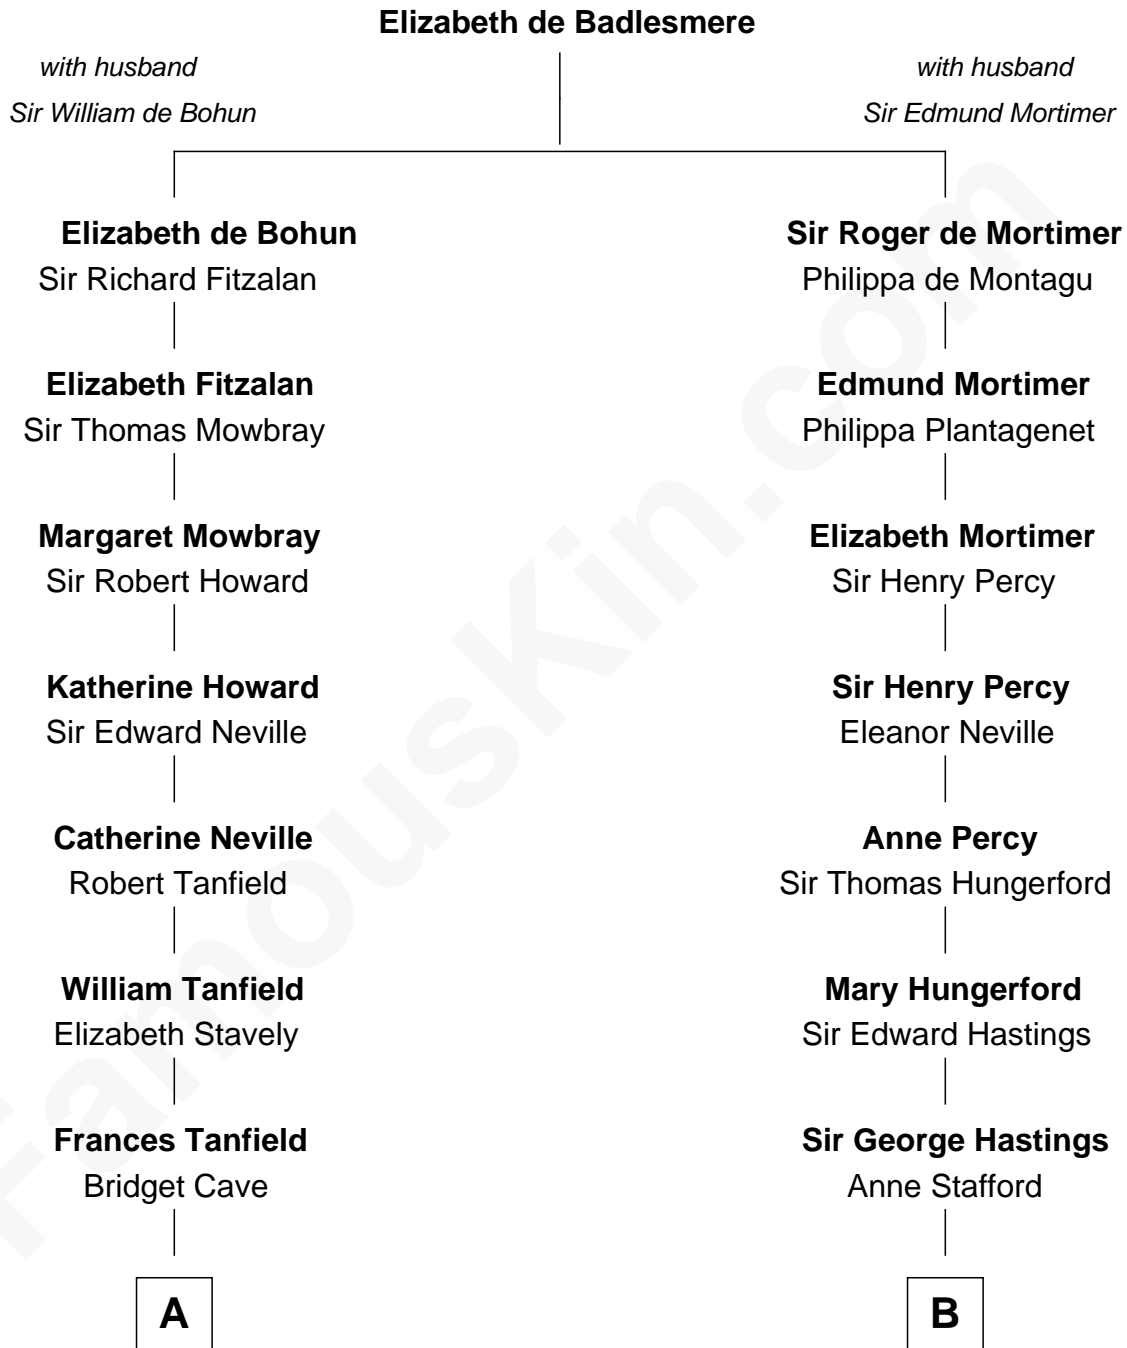 Elizabeth de Badlesmere
with husband
Sir William de Bohun
with husband
Sir Edmund Mortimer
Elizabeth de Bohun
Sir Richard Fitzalan
Sir Roger de Mortimer
Philippa de Montagu
Elizabeth Fitzalan
Sir Thomas Mowbray
Edmund Mortimer
Philippa Plantagenet
Margaret Mowbray
Sir Robert Howard
Elizabeth Mortimer
Sir Henry Percy
Katherine Howard
Sir Edward Neville
Sir Henry Percy
Eleanor Neville
Catherine Neville
Robert Tanfield
Anne Percy
Sir Thomas Hungerford
William Tanfield
Elizabeth Stavely
Mary Hungerford
Sir Edward Hastings
Frances Tanfield
Bridget Cave
Sir George Hastings
Anne Stafford
A
B
FamousKin.com